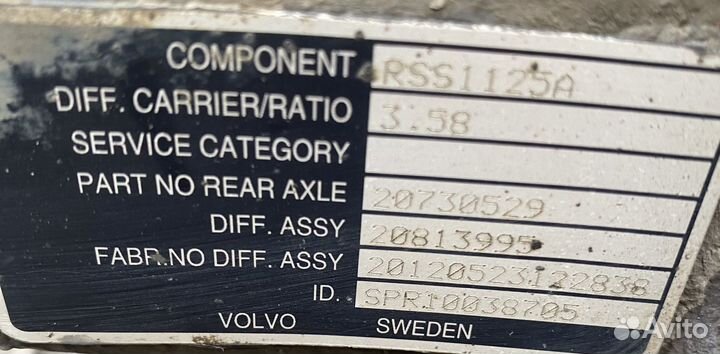 COMPONENT RSS1125A
DIFF. CARRIER/RATIO 3.58
SERVICE CATEGORY
PART NO REAR AXLE 20730529
DIFF. ASSY 20813995
FABR.NO DIFF. ASSY 20120523122838
ID. SPR10038705
VOLVO SWEDEN
Avito